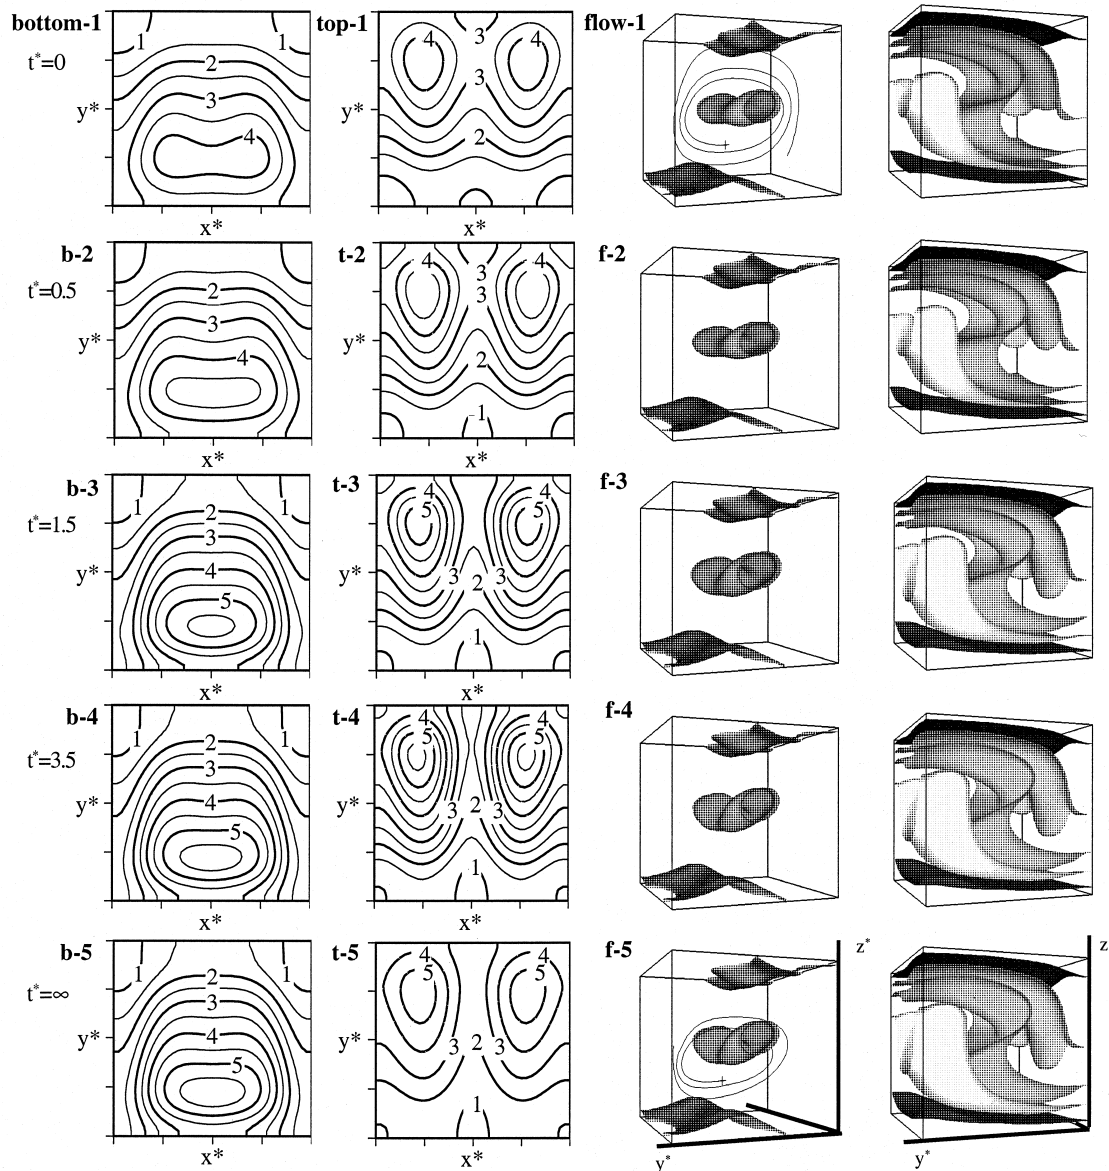 bottom-1 top-1 flow-1
t*=0
1 1 2 3 4
y*
4 4 3 3 2
y*
x* x*
b-2 t-2 f-2
t*=0.5
2 3 4
y*
4 4 3 3 2 1
y*
x* x*
b-3 t-3 f-3
t*=1.5
1 1 2 3 4 5
y*
4 4 5 5 3 2 3 1
y*
x* x*
b-4 t-4 f-4
t*=3.5
1 1 2 3 4 5
y*
4 4 5 5 3 2 3 1
y*
x* x*
b-5 t-5 f-5
z* z
t*=∞
1 1 2 3 4 5
y*
4 4 5 5 3 2 3 1
y*
x* x*
y* y*